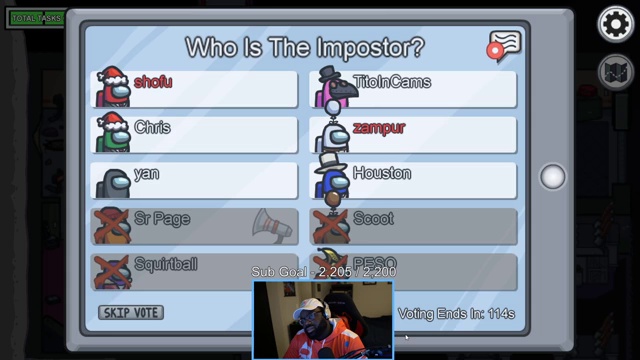 TOTAL TASKS
Who Is The Impostor?
shofu
TitoInCams
Chris
zampur
yan
Houston
Sr Page
Scoot
Squirtball
PESO
Sub Goal - 2,205 / 2,200
SKIP VOTE
Voting Ends In: 114s